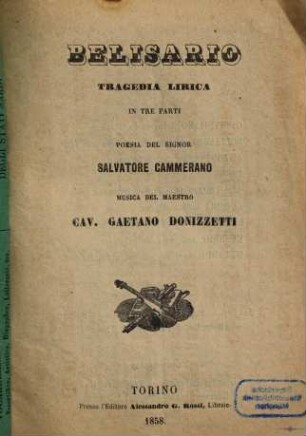 BELISARIO
TRAGEDIA LIRICA
IN TRE PARTI
POESIA DEL SIGNOR
SALVATORE CAMMERANO
MUSICA DEL MAESTRO
CAV. GAETANO DONIZZETTI
TORINO
Presso l'Editore Alessandro G. Rossi, Libraio
1858.